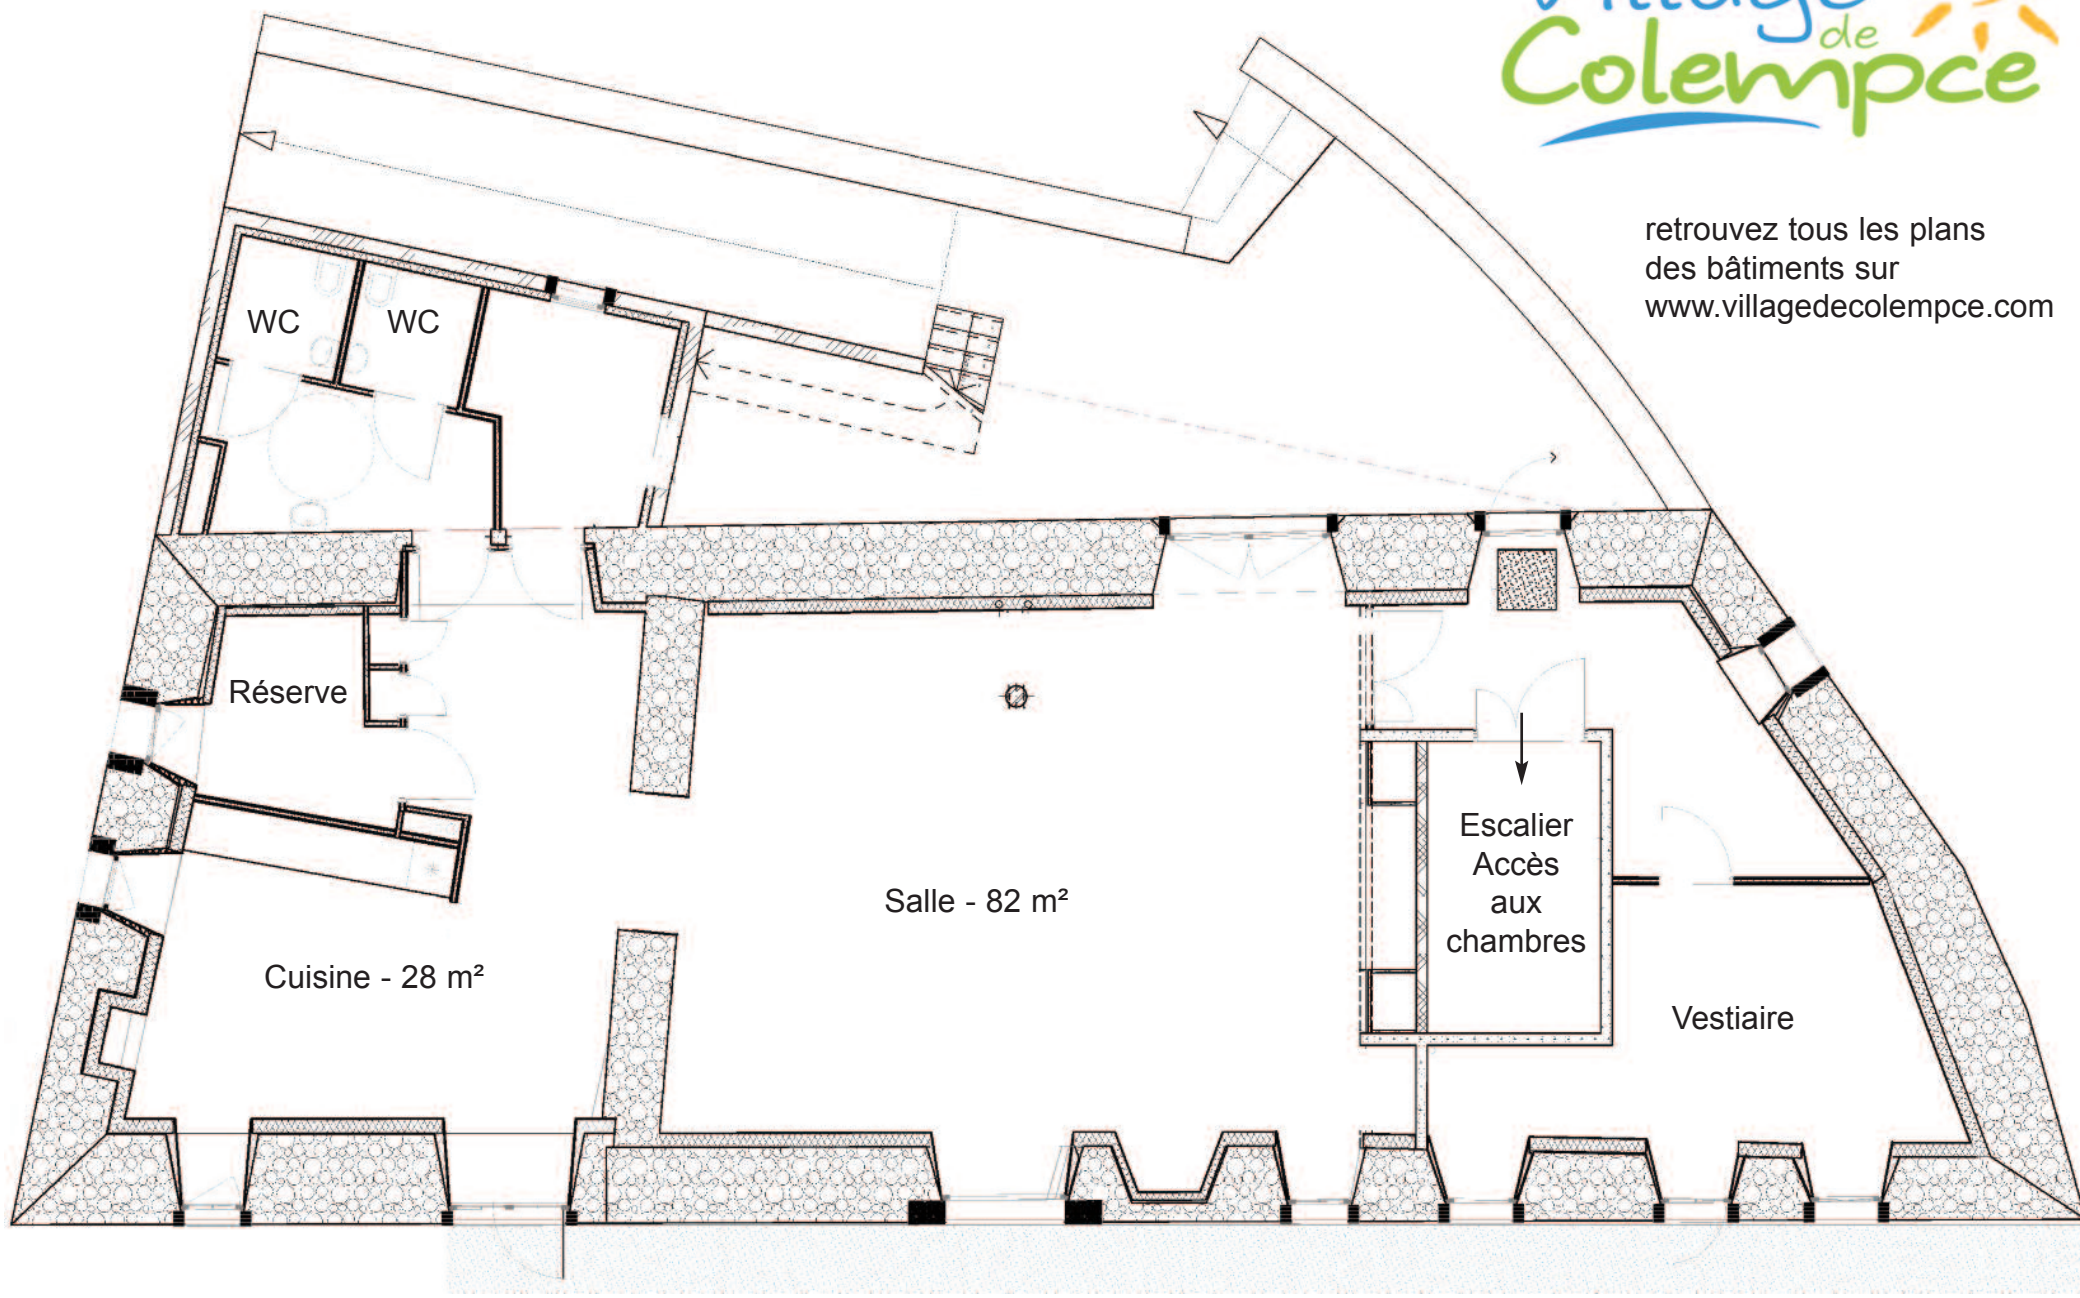 Village
de
Colempce
retrouvez tous les plans
des bâtiments sur
www.villagedecolempce.com
WC
WC
Réserve
Escalier
Accès
aux
chambres
Salle - 82 m²
Cuisine - 28 m²
Vestiaire